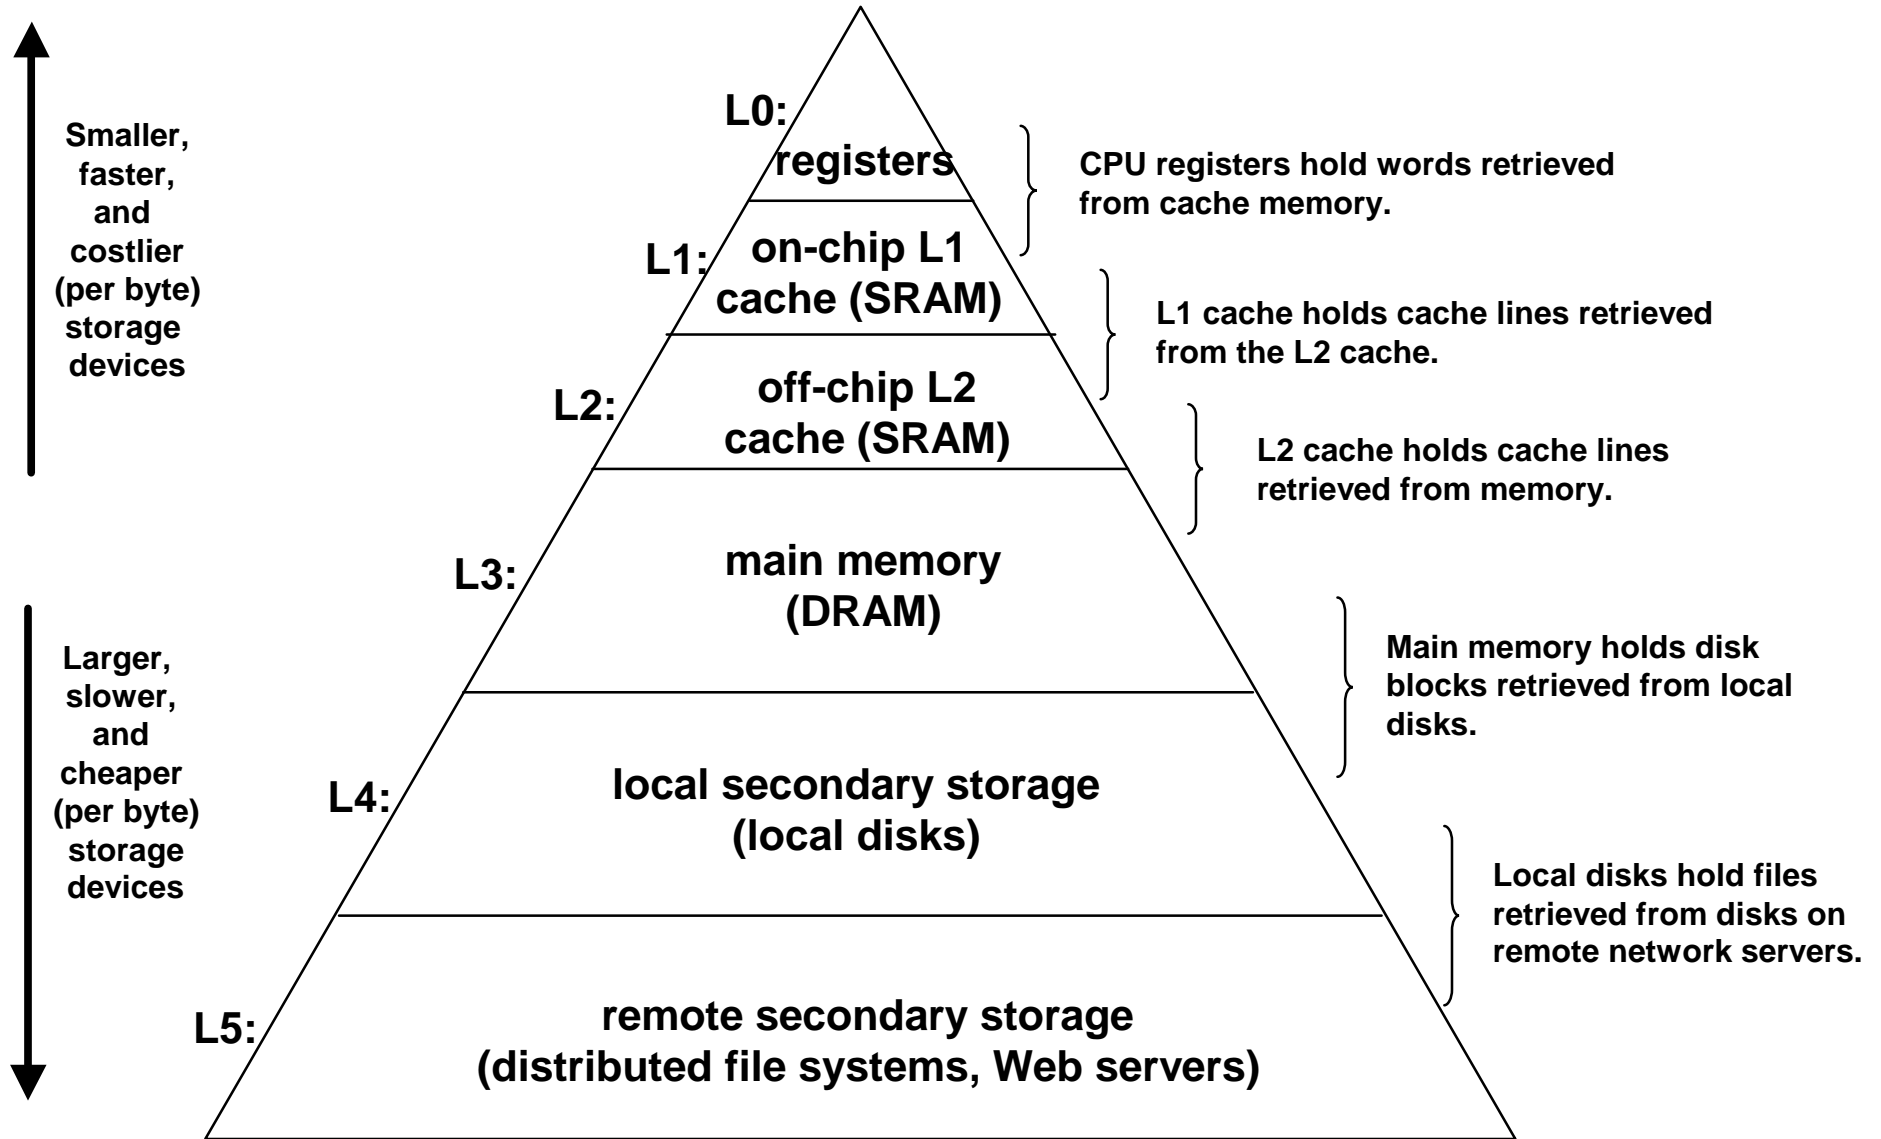 Smaller,
faster,
and
costlier
(per byte)
storage
devices
Larger,
slower,
and
cheaper
(per byte)
storage
devices
L0:
registers
L1:
on-chip L1
cache (SRAM)
L2:
off-chip L2
cache (SRAM)
L3:
main memory
(DRAM)
L4:
local secondary storage
(local disks)
L5:
remote secondary storage
(distributed file systems, Web servers)
CPU registers hold words retrieved
from cache memory.
L1 cache holds cache lines retrieved
from the L2 cache.
L2 cache holds cache lines
retrieved from memory.
Main memory holds disk
blocks retrieved from local
disks.
Local disks hold files
retrieved from disks on
remote network servers.